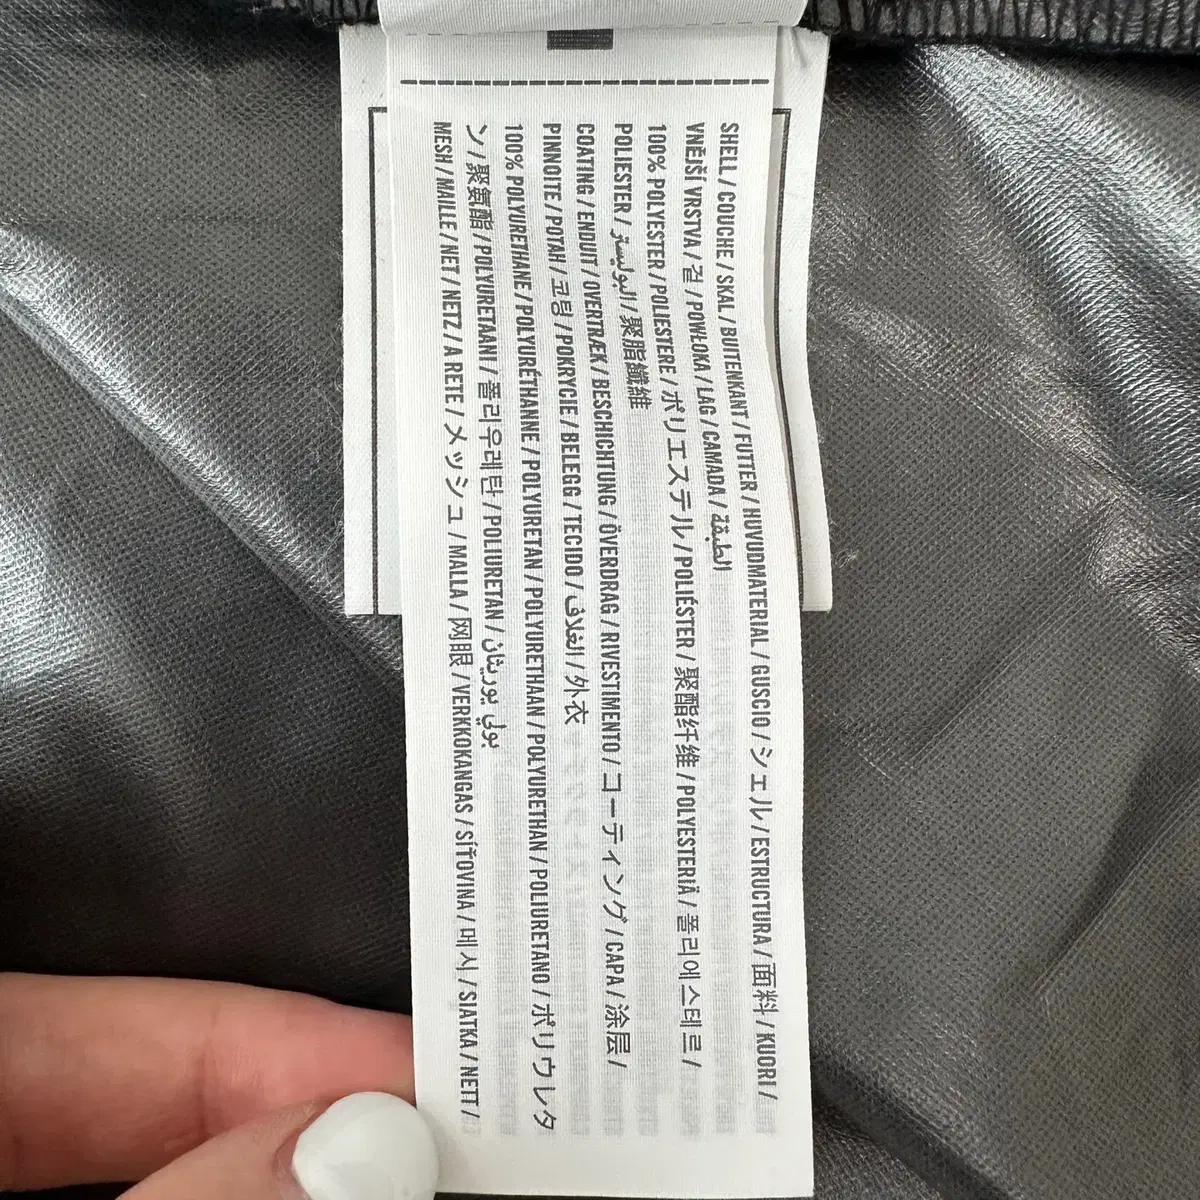 SHELL / COUCHE / SKAL / BUITENKANT / FUTTER / HUVUDMATERIAL / GUSCIO / シェル / ESTRUCTURA / 面料 / KUORI /
VNĚJŠÍ VRSTVA / 겉 / POWŁOKA / LAG / CAMADA / الطبقة
100% POLYESTER / POLIESTERE / ポリエステル / POLIÉSTER / 聚酯纤维 / POLYESTERIÄ / 폴리에스테르 /
POLIESTER / البوليستر / 聚脂纖維
COATING / ENDUIT / OVERTRÆK / BESCHICHTUNG / ÖVERDRAG / RIVESTIMENTO / コーティング / CAPA / 涂层 /
PINNOITE / POTAH / 코팅 / POKRYCIE / BELEGG / TECIDO / الغلاف / 外衣
100% POLYURETHANE / POLYURÉTHANNE / POLYURETAN / POLYURETHAAN / POLYURETHAN / POLIURETANO / ポリウレタ
ン / 聚氨酯 / POLYURETAANI / 폴리우레탄 / POLIURETAN / بولي يوريثان
MESH / MAILLE / NET / NETZ / A RETE / メッシュ / MALLA / 网眼 / VERKKOKANGAS / SÍŤOVINA / 메시 / SIATKA / NETT /